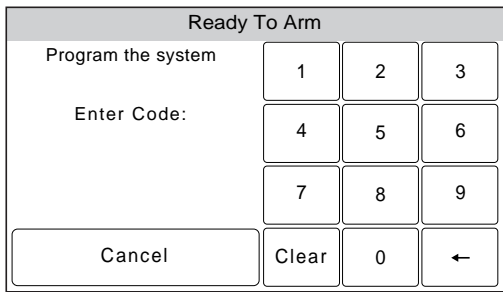 Ready To Arm
Program the system
Enter Code:
1 2 3
4 5 6
7 8 9
Cancel Clear 0 ←